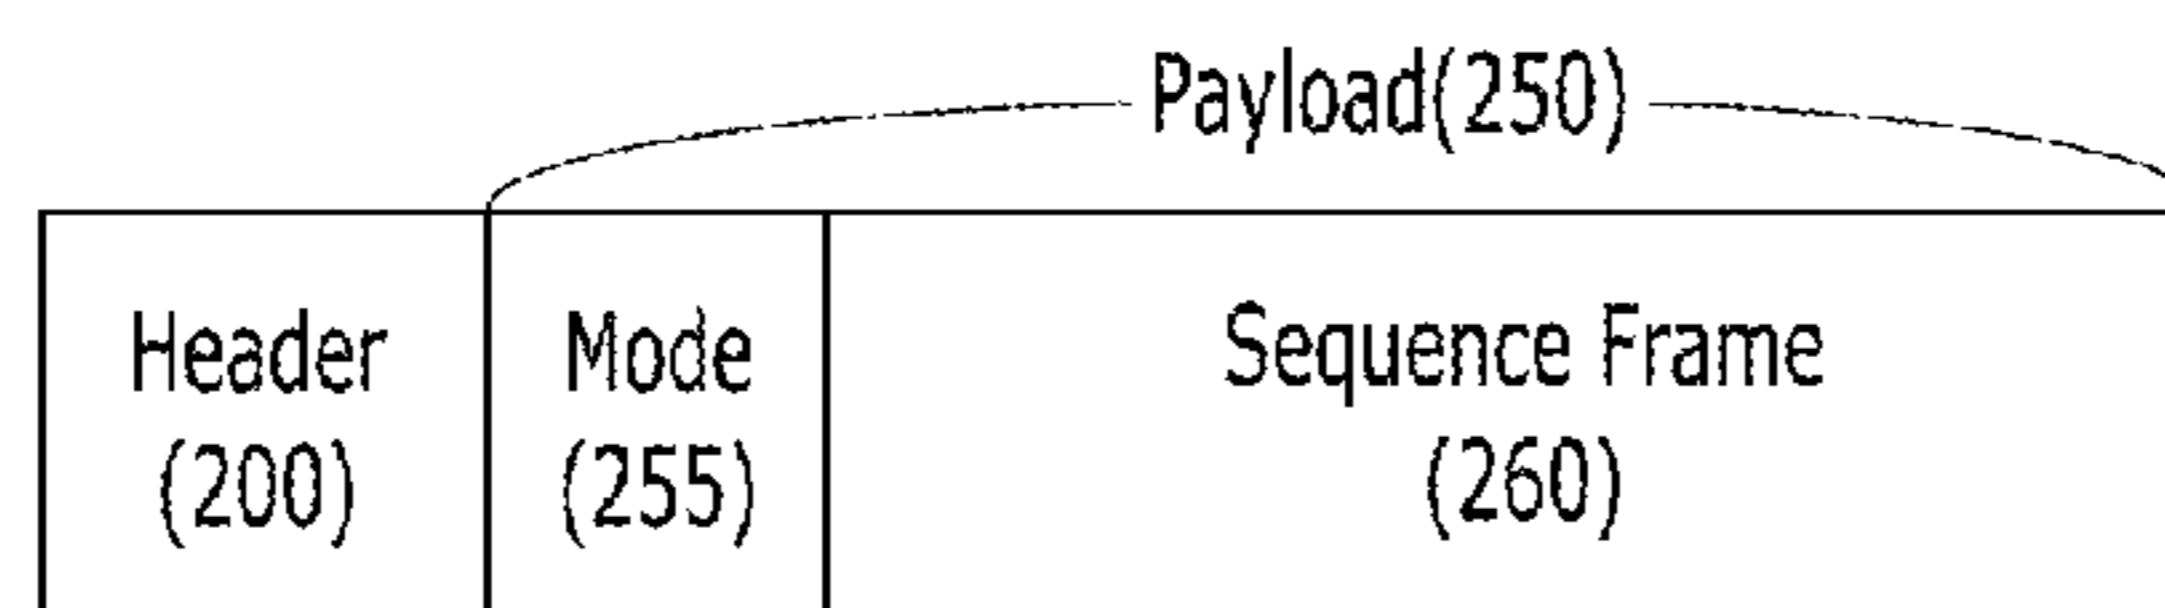 Payload(250)
Header
(200)
Mode
(255)
Sequence Frame
(260)